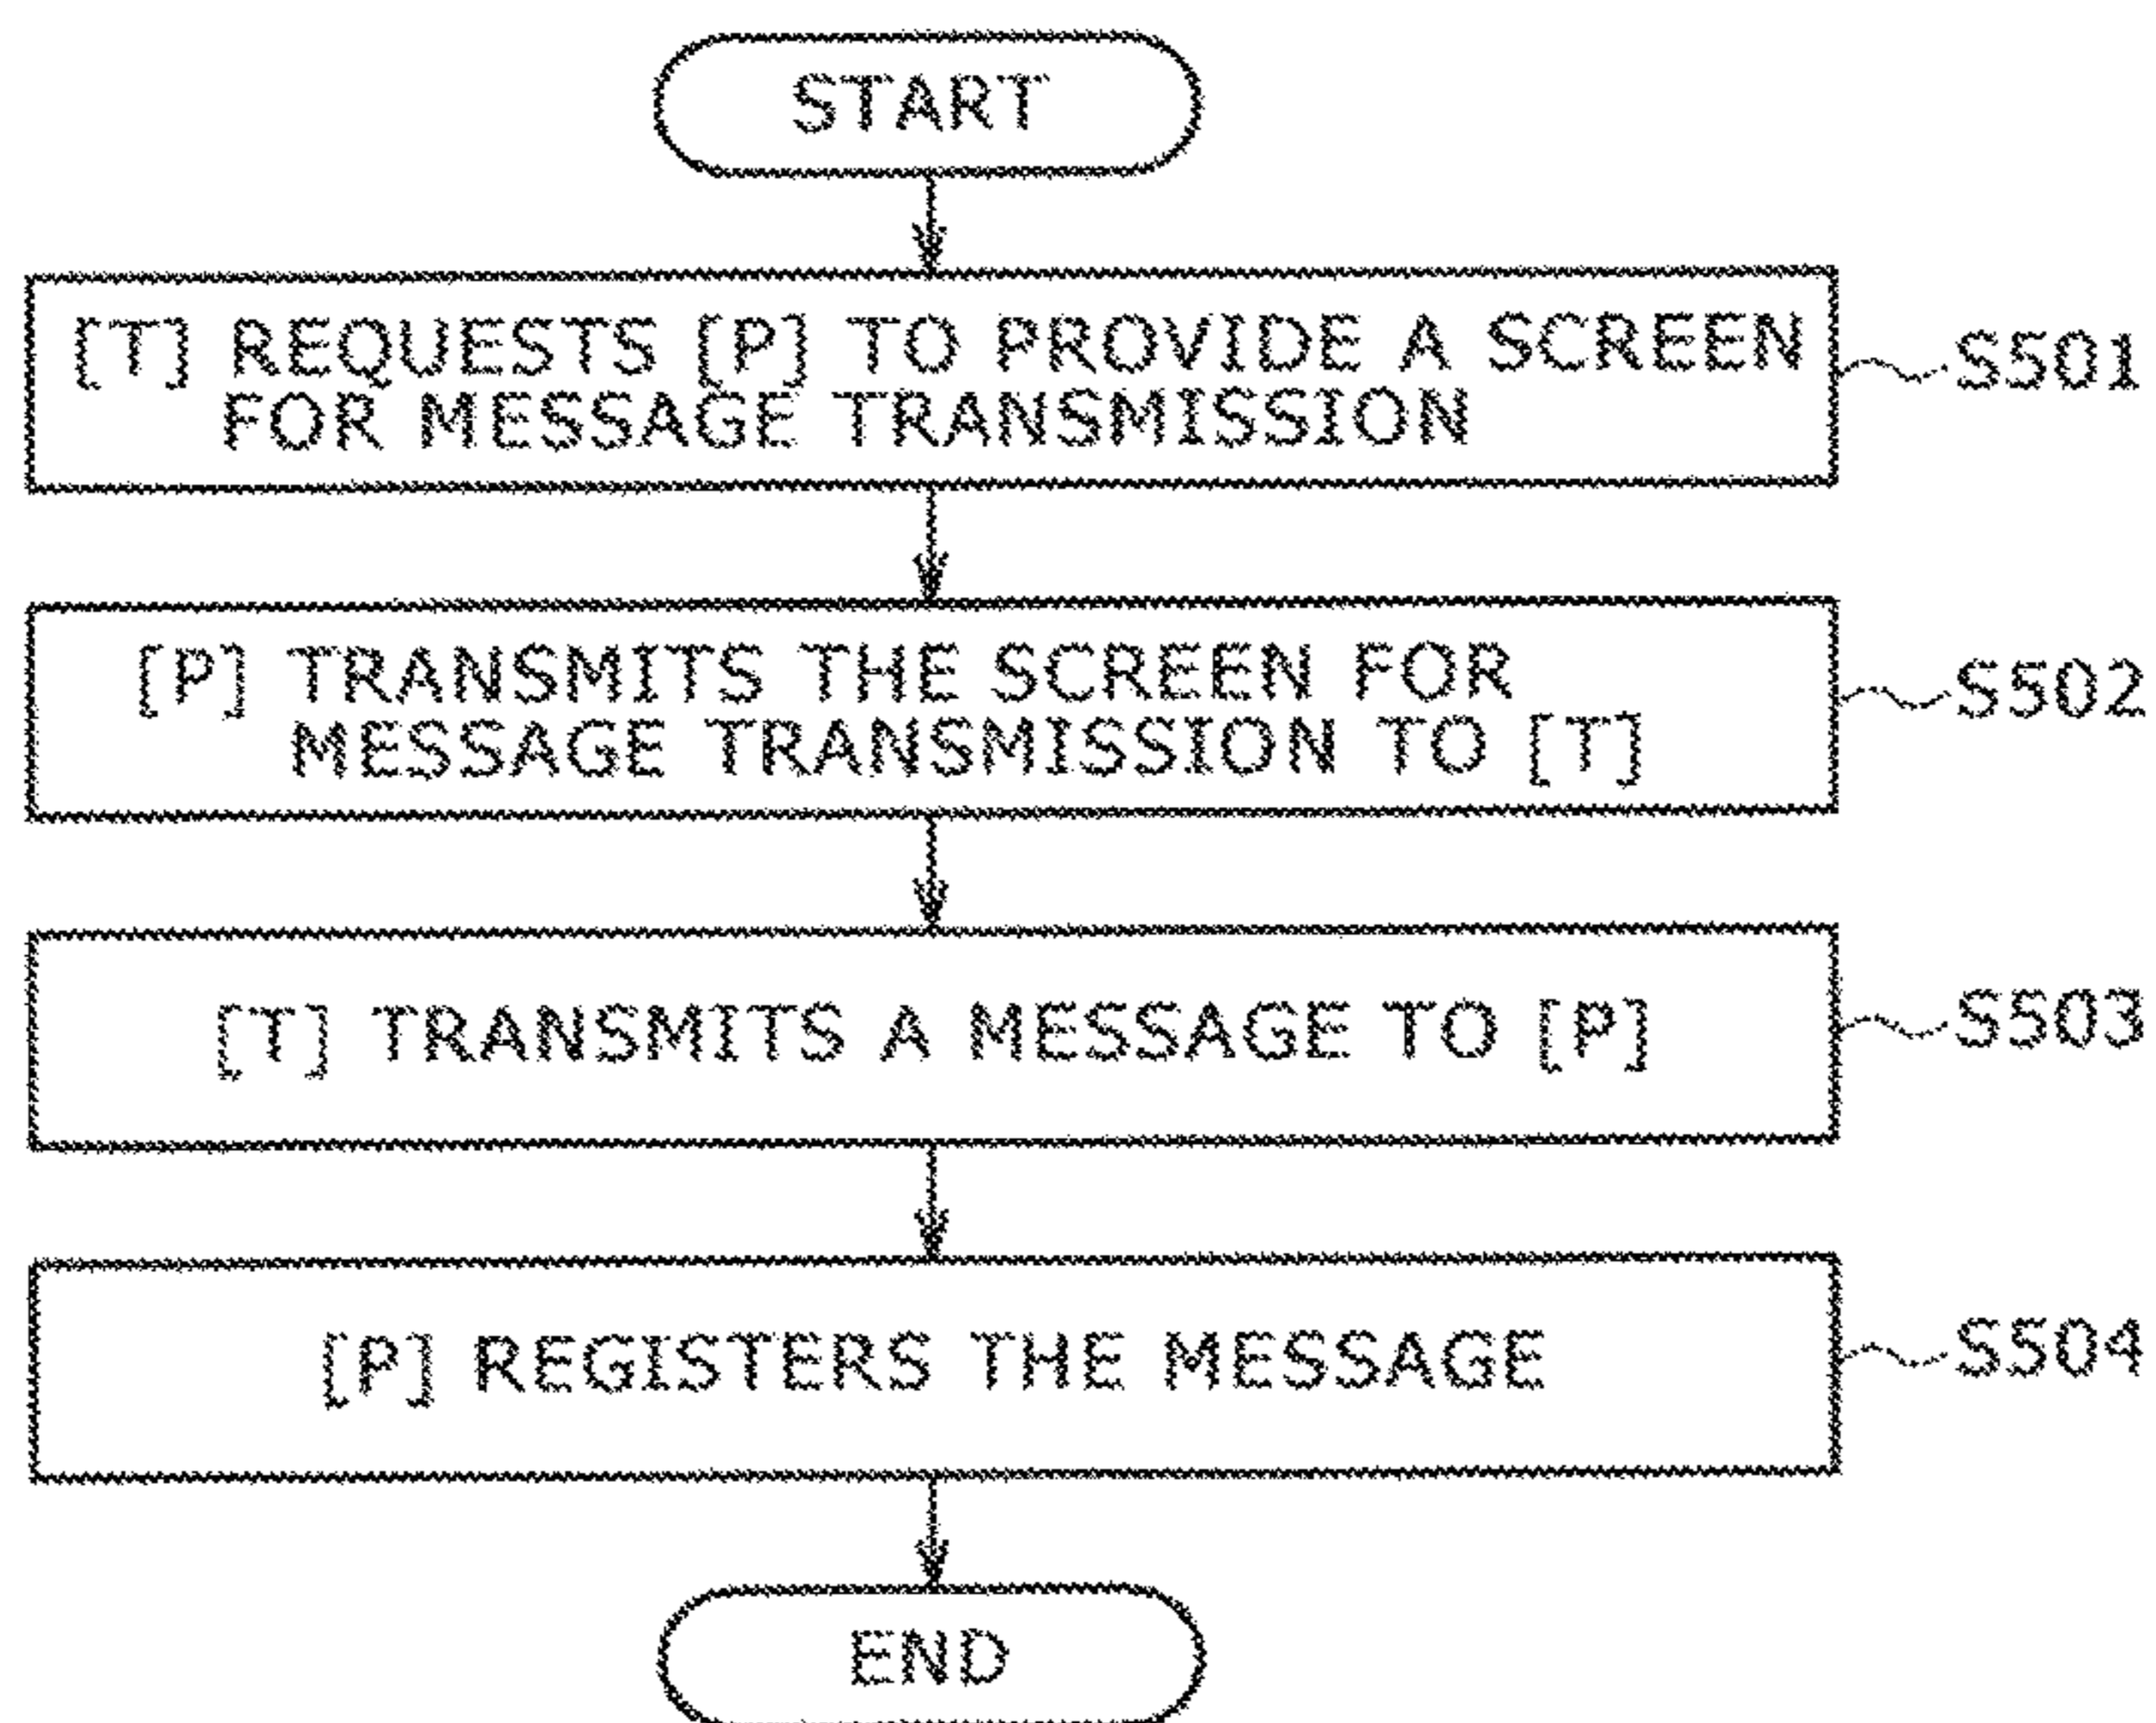 START
[T] REQUESTS [P] TO PROVIDE A SCREEN
FOR MESSAGE TRANSMISSION
S501
[P] TRANSMITS THE SCREEN FOR
MESSAGE TRANSMISSION TO [T]
S502
[T] TRANSMITS A MESSAGE TO [P]
S503
[P] REGISTERS THE MESSAGE
S504
END